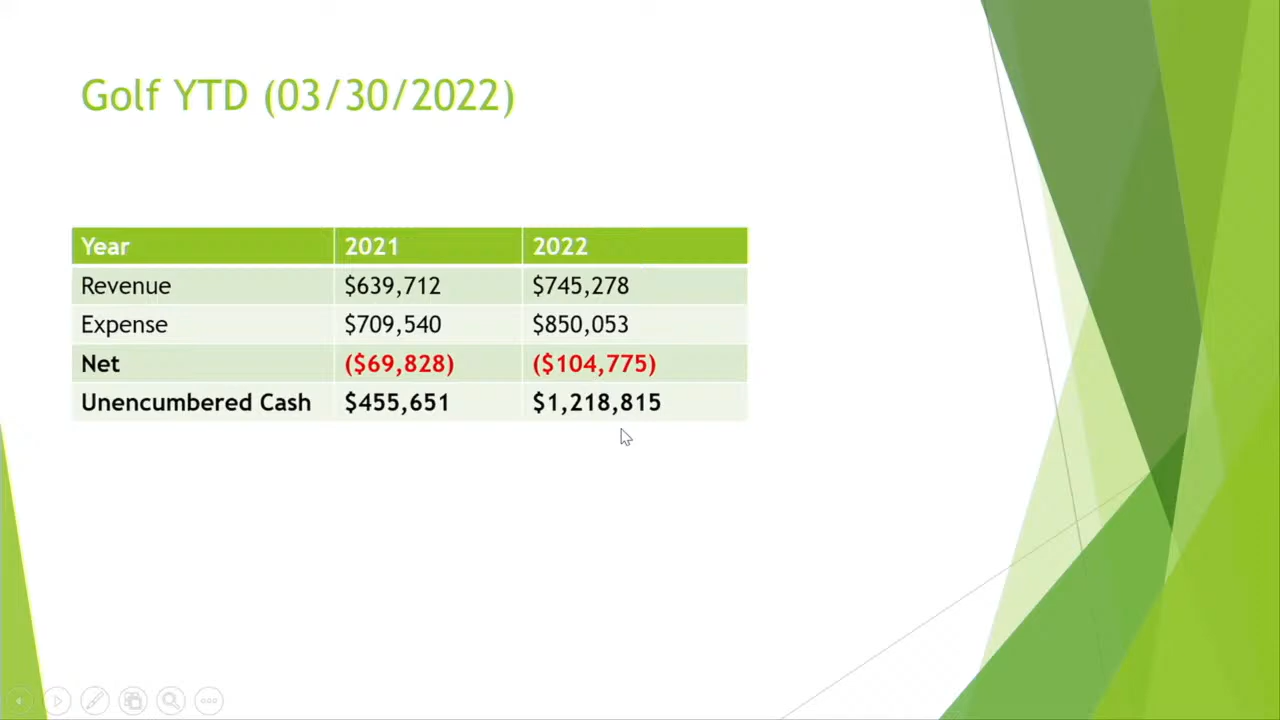 Golf YTD (03/30/2022)
Year 2021 2022
Revenue $639,712 $745,278
Expense $709,540 $850,053
Net ($69,828) ($104,775)
Unencumbered Cash $455,651 $1,218,815